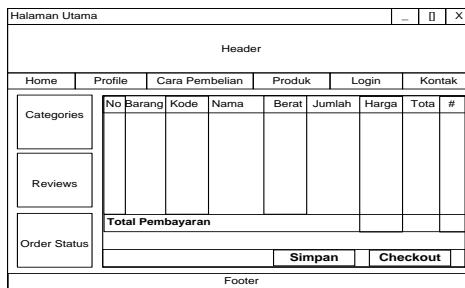 Halaman Utama _ [] X
Header
Home Profile Cara Pembelian Produk Login Kontak
Categories
No Barang Kode Nama Berat Jumlah Harga Tota #
Reviews
Total Pembayaran
Order Status
Simpan Checkout
Footer